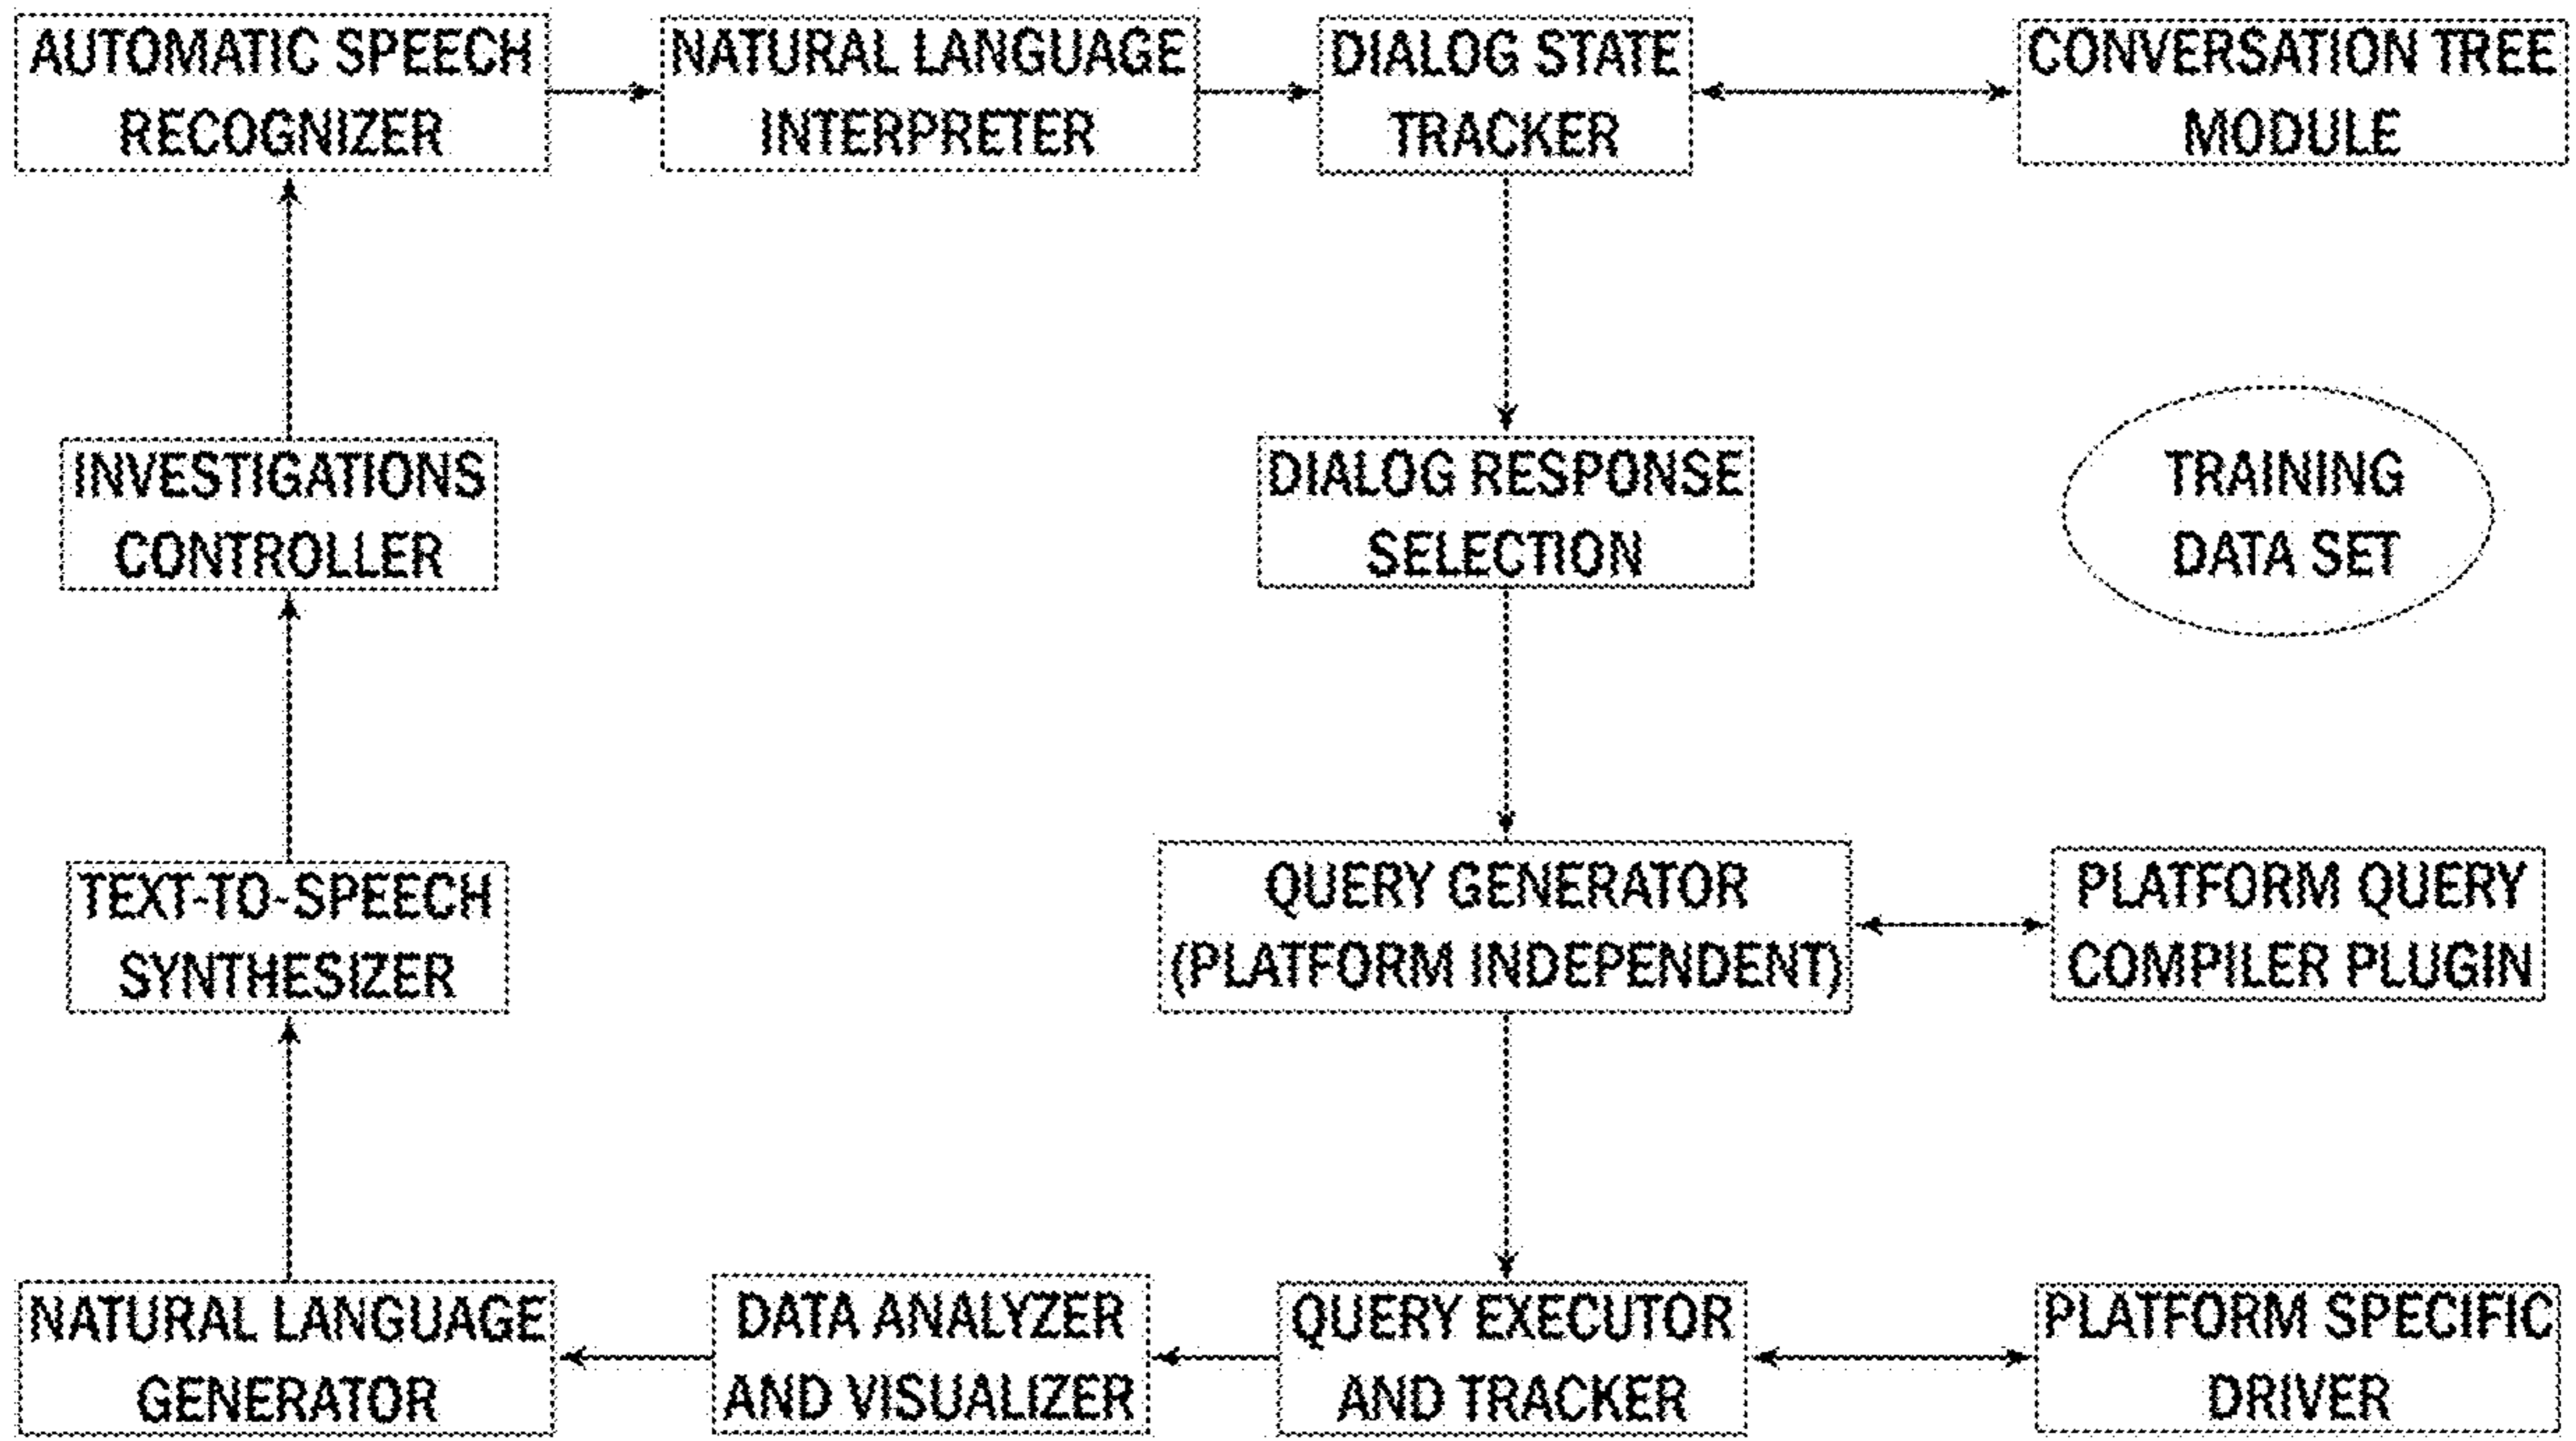 AUTOMATIC SPEECH
RECOGNIZER
NATURAL LANGUAGE
INTERPRETER
DIALOG STATE
TRACKER
CONVERSATION TREE
MODULE
INVESTIGATIONS
CONTROLLER
DIALOG RESPONSE
SELECTION
TRAINING
DATA SET
TEXT-TO-SPEECH
SYNTHESIZER
QUERY GENERATOR
(PLATFORM INDEPENDENT)
PLATFORM QUERY
COMPILER PLUGIN
NATURAL LANGUAGE
GENERATOR
DATA ANALYZER
AND VISUALIZER
QUERY EXECUTOR
AND TRACKER
PLATFORM SPECIFIC
DRIVER